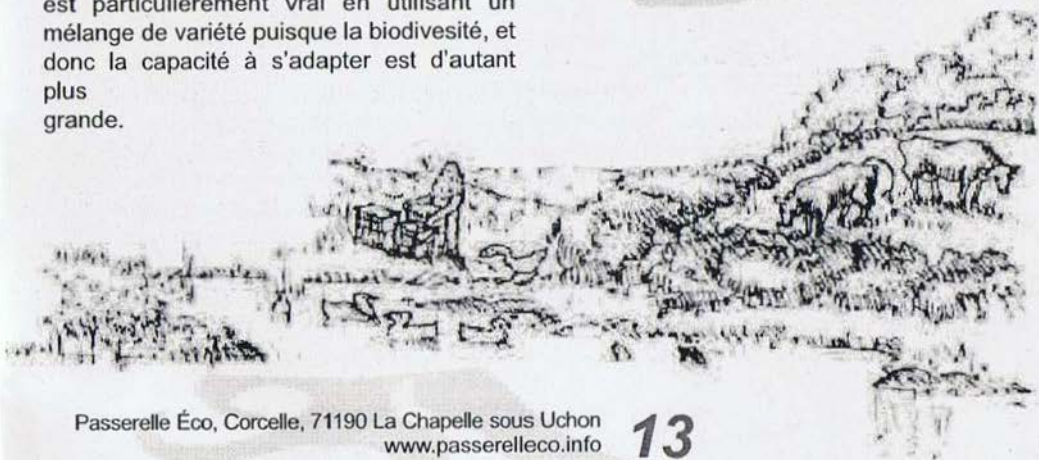 est particulièrement vrai en utilisant un
mélange de variété puisque la biodivesité, et
donc la capacité à s'adapter est d'autant
plus
grande.
Passerelle Éco, Corcelle, 71190 La Chapelle sous Uchon
www.passerelleco.info
13